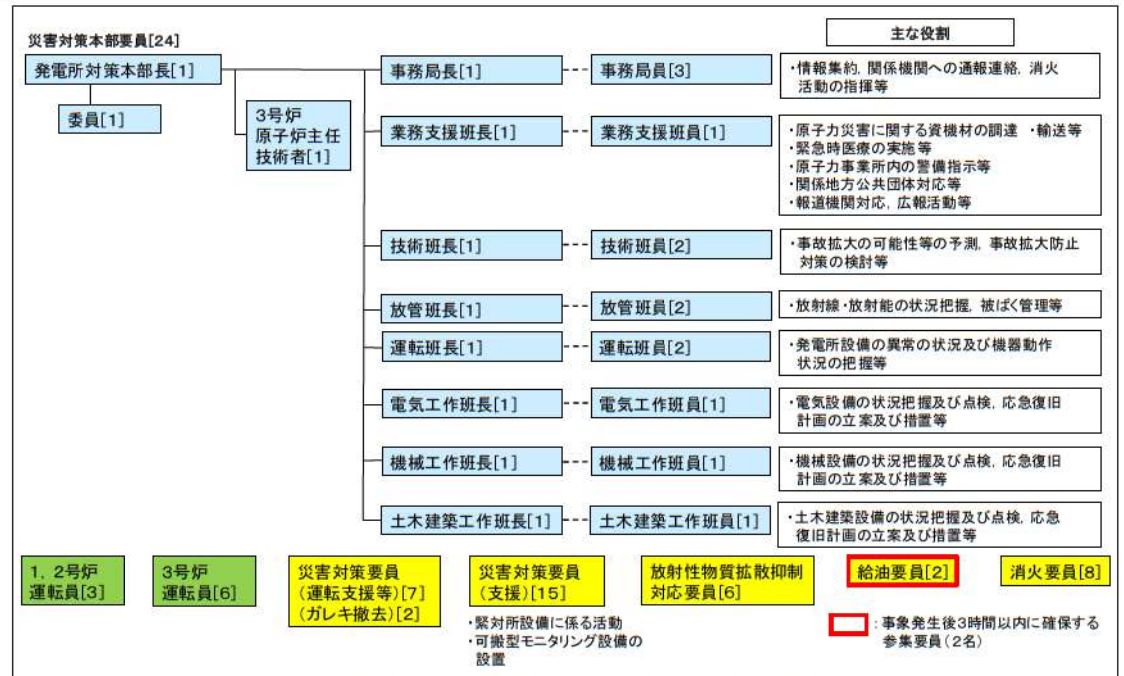 災害対策本部要員[24]
主な役割
発電所対策本部長[1]
委員[1]
3号炉
原子炉主任
技術者[1]
事務局長[1]
事務局員[3]
・情報集約，関係機関への通報連絡，消火
活動の指揮等
業務支援班長[1]
業務支援班員[1]
・原子力災害に関する資機材の調達・輸送等
・緊急時医療の実施等
・原子力事業所内の警備指示等
・関係地方公共団体対応等
・報道機関対応，広報活動等
技術班長[1]
技術班員[2]
・事故拡大の可能性等の予測，事故拡大防止
対策の検討等
放管班長[1]
放管班員[2]
・放射線・放射能の状況把握，被ばく管理等
運転班長[1]
運転班員[2]
・発電所設備の異常の状況及び機器動作
状況の把握等
電気工作班長[1]
電気工作班員[1]
・電気設備の状況把握及び点検，応急復旧
計画の立案及び措置等
機械工作班長[1]
機械工作班員[1]
・機械設備の状況把握及び点検，応急復旧
計画の立案及び措置等
土木建築工作班長[1]
土木建築工作班員[1]
・土木建築設備の状況把握及び点検，応急
復旧計画の立案及び措置等
1，2号炉
運転員[3]
3号炉
運転員[6]
災害対策要員
（運転支援等）[7]
（ガレキ撤去）[2]
災害対策要員
（支援）[15]
・緊対所設備に係る活動
・可搬型モニタリング設備の
設置
放射性物質拡散抑制
対応要員[6]
給油要員[2]
消火要員[8]
：事象発生後3時間以内に確保する
参集要員（2名）